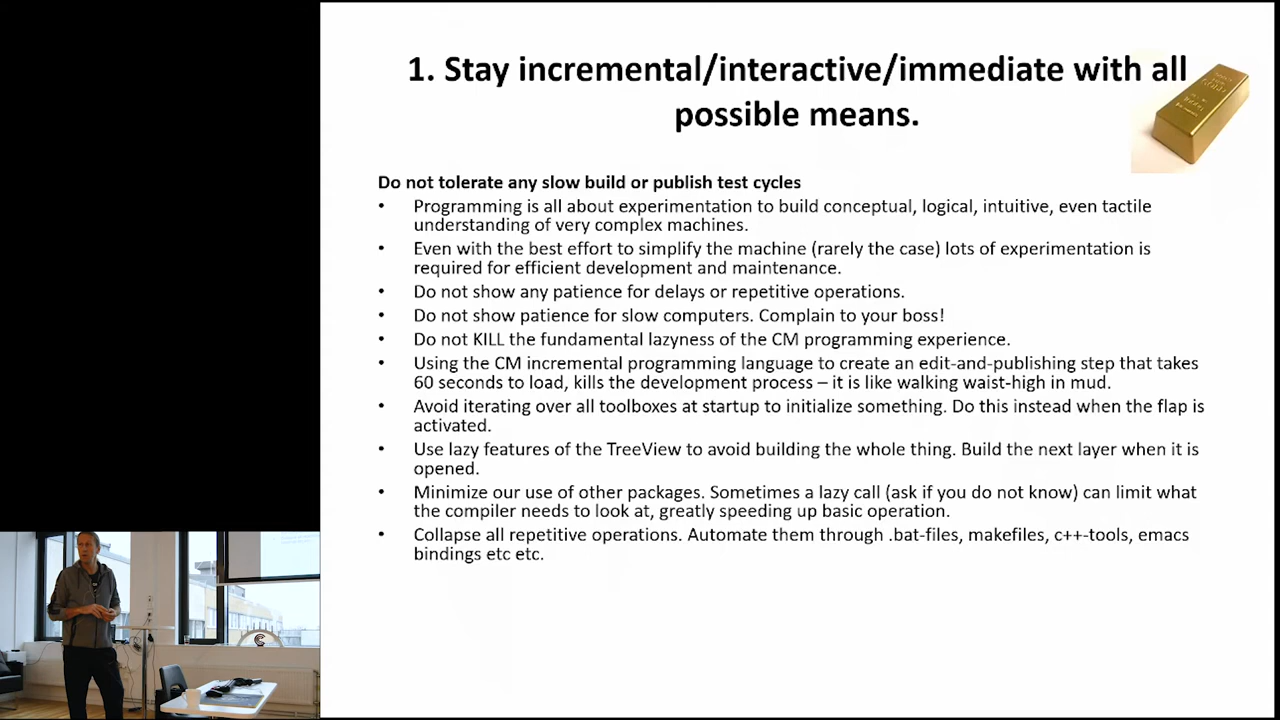 1. Stay incremental/interactive/immediate with all
possible means.
Do not tolerate any slow build or publish test cycles
• Programming is all about experimentation to build conceptual, logical, intuitive, even tactile
understanding of very complex machines.
• Even with the best effort to simplify the machine (rarely the case) lots of experimentation is
required for efficient development and maintenance.
• Do not show any patience for delays or repetitive operations.
• Do not show patience for slow computers. Complain to your boss!
• Do not KILL the fundamental lazyness of the CM programming experience.
• Using the CM incremental programming language to create an edit-and-publishing step that takes
60 seconds to load, kills the development process – it is like walking waist-high in mud.
• Avoid iterating over all toolboxes at startup to initialize something. Do this instead when the flap is
activated.
• Use lazy features of the TreeView to avoid building the whole thing. Build the next layer when it is
opened.
• Minimize our use of other packages. Sometimes a lazy call (ask if you do not know) can limit what
the compiler needs to look at, greatly speeding up basic operation.
• Collapse all repetitive operations. Automate them through .bat-files, makefiles, c++-tools, emacs
bindings etc etc.